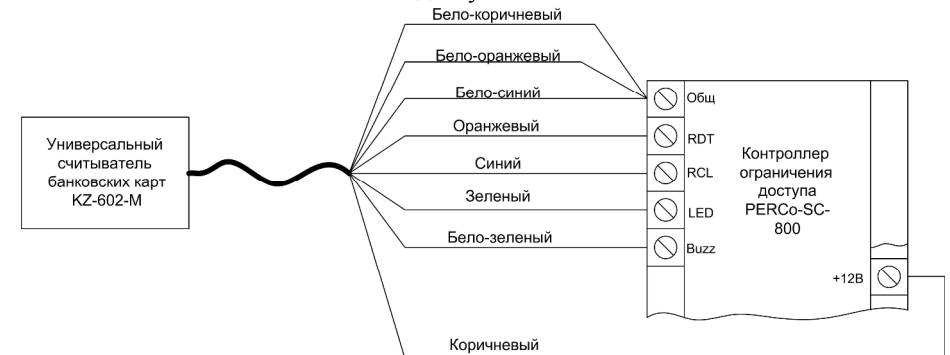 Бело-коричневый
Бело-оранжевый
Бело-синий
Оранжевый
Синий
Зеленый
Бело-зеленый
Коричневый
Универсальный
считыватель
банковских карт
KZ-602-M
Общ
RDT
RCL
LED
Buzz
Контроллер
ограничения
доступа
PERCo-SC-
800
+12В